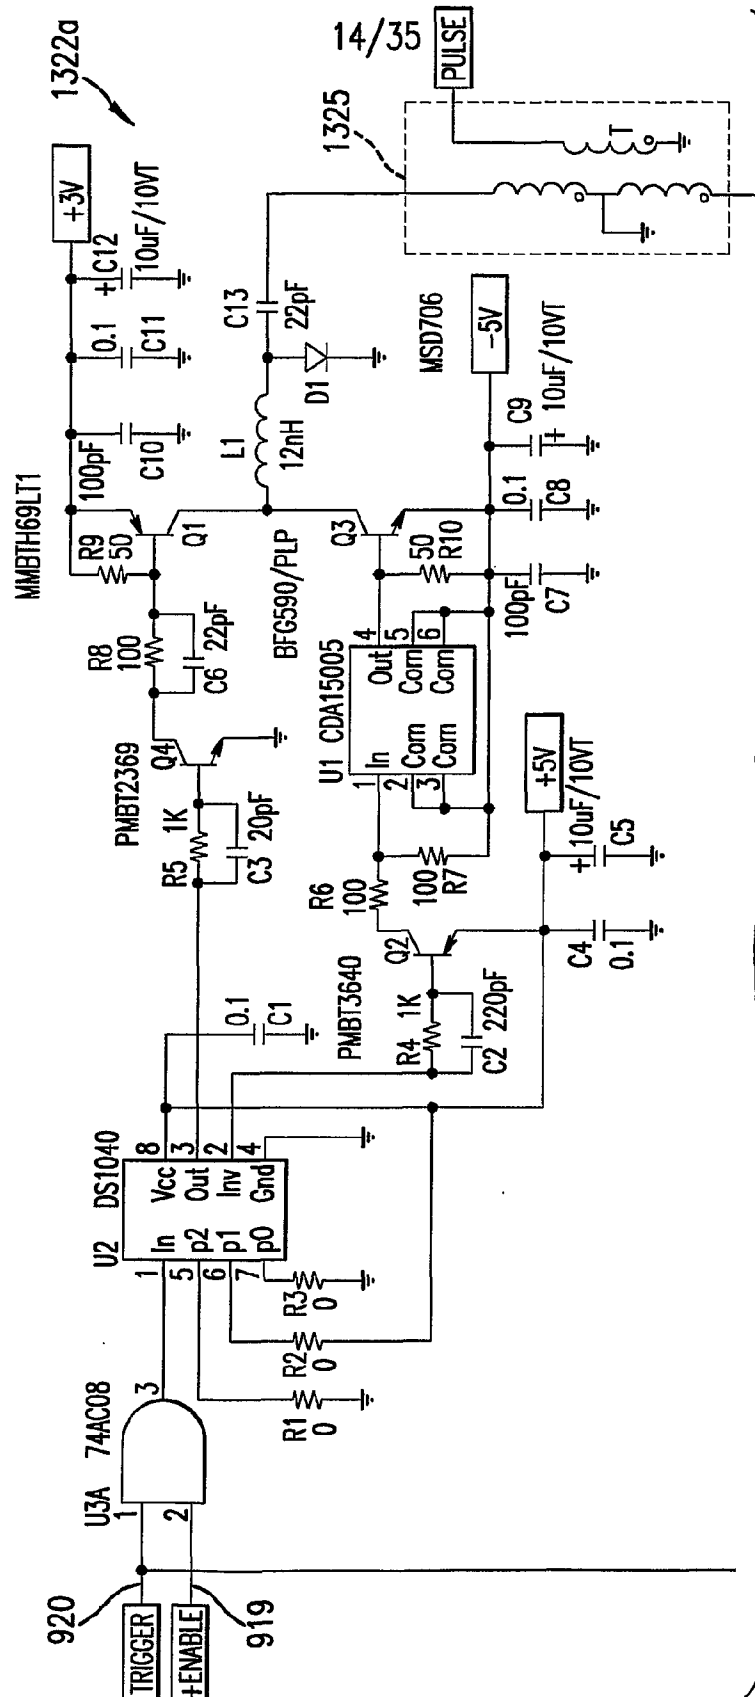 1322a
14/35
PULSE
1325
T
+3V
C12
+
10uF/10VT
0.1
C11
100pF
C10
MMBTH69LT1
R9
50
Q1
L1
12nH
C13
22pF
D1
MSD706
-5V
C9
+
10uF/10VT
0.1
C8
100pF
C7
BFG590/PLP
Q3
50
R10
R8
100
22pF
C6
Q4
PMBT2369
R5
1K
20pF
C3
U1 CDA15005
1
In
2
Com
3
Com
Out
4
Com
5
Com
6
R6
100
100
R7
Q2
PMBT3640
R4
1K
C2
220pF
+5V
+
10uF/10VT
C5
C4
0.1
0.1
C1
U2
DS1040
1
In
5
p2
6
p1
7
p0
Vcc
8
Out
3
Inv
2
Gnd
4
R3
0
R2
0
R1
0
U3A
74AC08
1
2
3
920
TRIGGER
+ENABLE
919